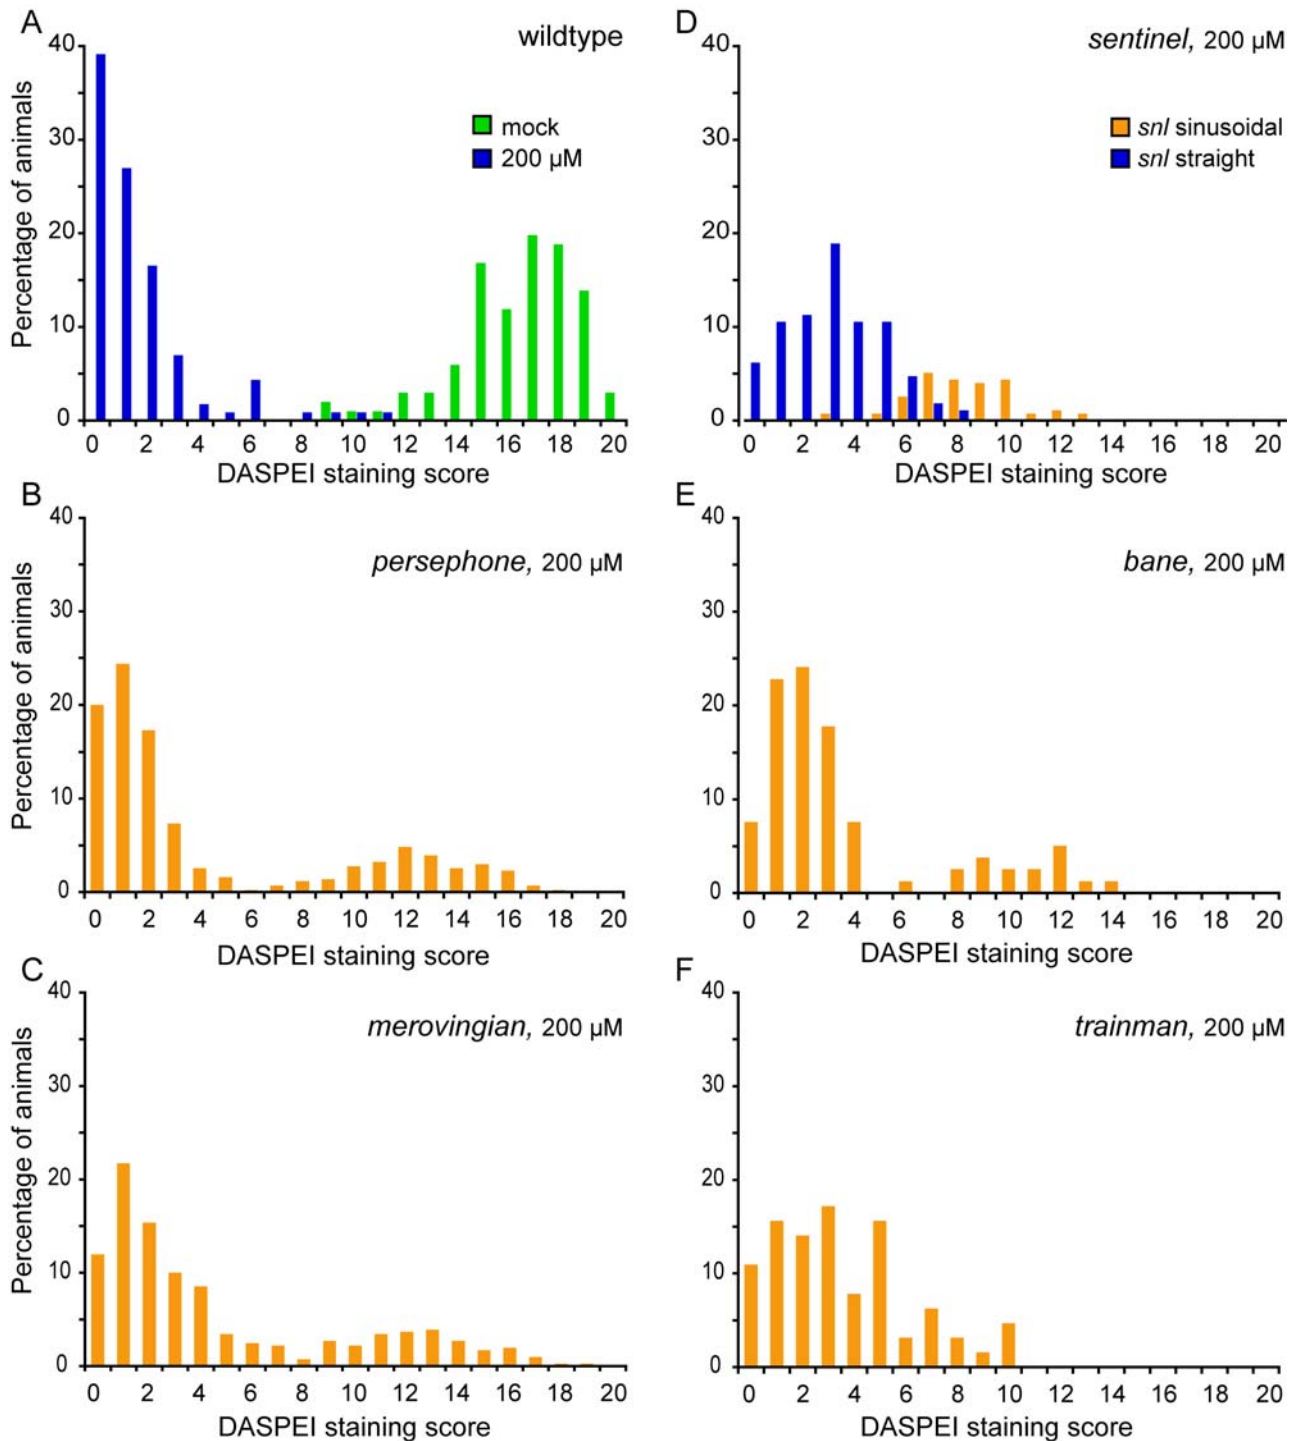 A
wildtype
Percentage of animals
40
30
20
10
0
mock
200 µM
0 2 4 6 8 10 12 14 16 18 20
DASPEI staining score
B
persephone, 200 µM
Percentage of animals
40
30
20
10
0
0 2 4 6 8 10 12 14 16 18 20
DASPEI staining score
C
merovingian, 200 µM
Percentage of animals
40
30
20
10
0
0 2 4 6 8 10 12 14 16 18 20
DASPEI staining score
D
sentinel, 200 µM
40
30
20
10
0
snl sinusoidal
snl straight
0 2 4 6 8 10 12 14 16 18 20
DASPEI staining score
E
bane, 200 µM
40
30
20
10
0
0 2 4 6 8 10 12 14 16 18 20
DASPEI staining score
F
trainman, 200 µM
40
30
20
10
0
0 2 4 6 8 10 12 14 16 18 20
DASPEI staining score